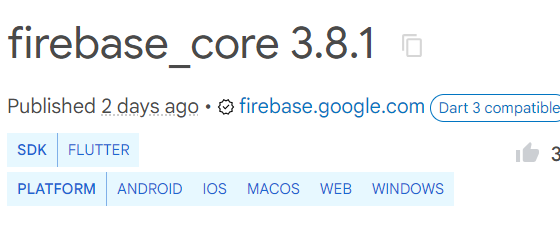 firebase_core 3.8.1
Published 2 days ago • firebase.google.com Dart 3 compatible
SDK FLUTTER
3
PLATFORM ANDROID IOS MACOS WEB WINDOWS